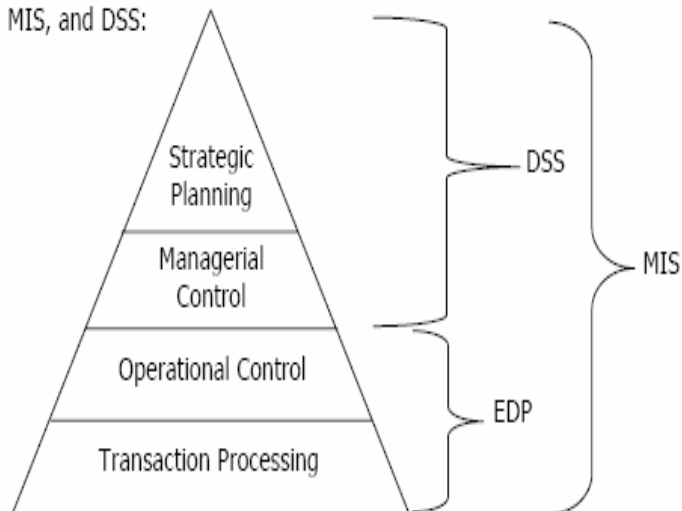 MIS, and DSS:
Strategic
Planning
DSS
Managerial
Control
MIS
Operational Control
EDP
Transaction Processing